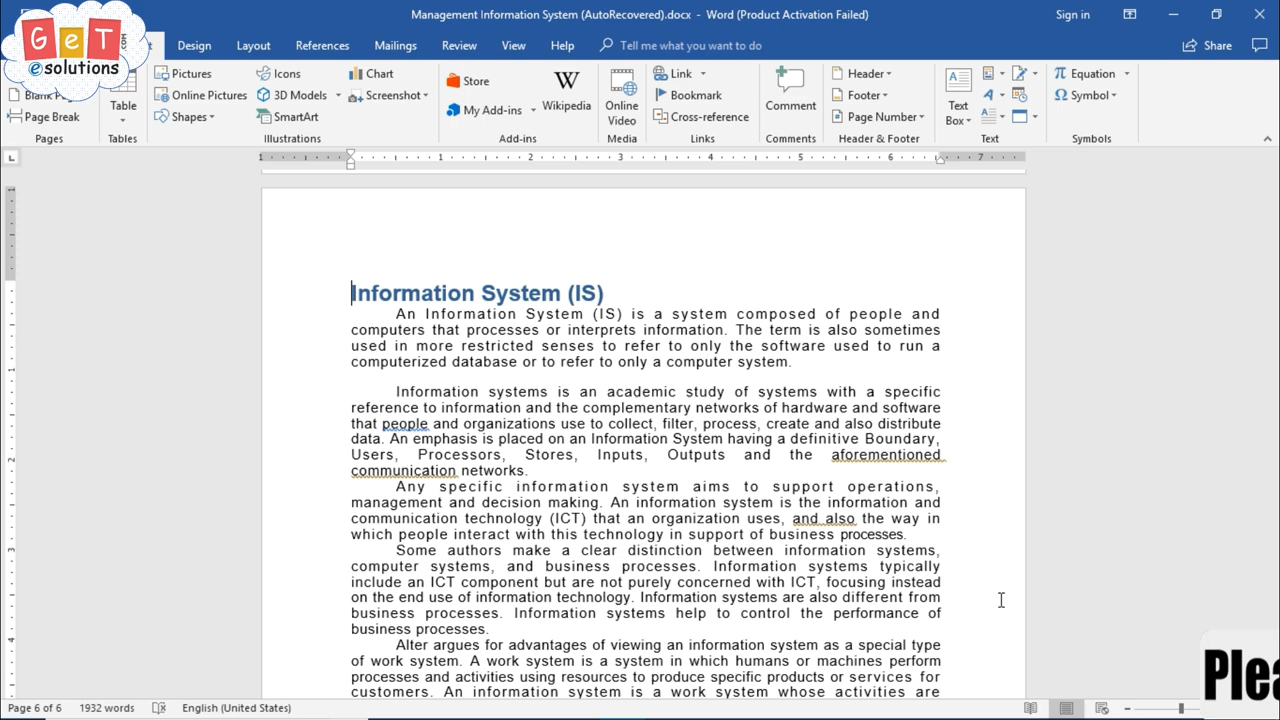 Management Information System (AutoRecovered).docx - Word (Product Activation Failed)
Sign in
GeT.com
esolutions
Design Layout References Mailings Review View Help Tell me what you want to do Share
Pictures Icons Chart Store Link Header Equation
Online Pictures 3D Models Screenshot My Add-ins Wikipedia Online Video Bookmark Comment Footer Text Box Symbol
Page Break Table Shapes SmartArt Cross-reference Page Number
Pages Tables Illustrations Add-ins Media Links Comments Header & Footer Text Symbols
1 1 2 3 4 5 6 7
Information System (IS)
An Information System (IS) is a system composed of people and
computers that processes or interprets information. The term is also sometimes
used in more restricted senses to refer to only the software used to run a
computerized database or to refer to only a computer system.
Information systems is an academic study of systems with a specific
reference to information and the complementary networks of hardware and software
that people and organizations use to collect, filter, process, create and also distribute
data. An emphasis is placed on an Information System having a definitive Boundary,
Users, Processors, Stores, Inputs, Outputs and the aforementioned
communication networks.
Any specific information system aims to support operations,
management and decision making. An information system is the information and
communication technology (ICT) that an organization uses, and also the way in
which people interact with this technology in support of business processes.
Some authors make a clear distinction between information systems,
computer systems, and business processes. Information systems typically
include an ICT component but are not purely concerned with ICT, focusing instead
on the end use of information technology. Information systems are also different from
business processes. Information systems help to control the performance of
business processes.
Alter argues for advantages of viewing an information system as a special type
of work system. A work system is a system in which humans or machines perform
processes and activities using resources to produce specific products or services for
customers. An information system is a work system whose activities are
Page 6 of 6 1932 words English (United States)